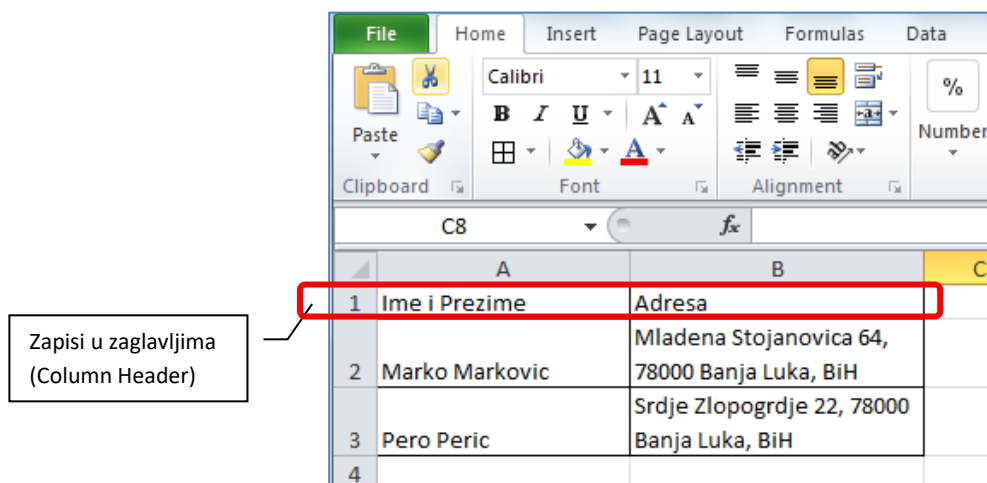 File Home Insert Page Layout Formulas Data
Calibri 11
%
B I U A A
Paste
Number
A
Clipboard Font Alignment
C8 fx
A B C
1 Ime i Prezime Adresa
Zapisi u zaglavljima
(Column Header)
Mladena Stojanovica 64,
2 Marko Markovic 78000 Banja Luka, BiH
Srdje Zlopogrdje 22, 78000
3 Pero Peric Banja Luka, BiH
4